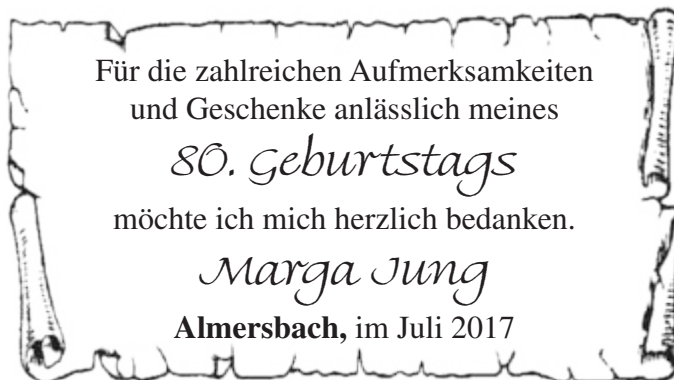 Für die zahlreichen Aufmerksamkeiten
und Geschenke anlässlich meines
80. Geburtstags
möchte ich mich herzlich bedanken.
Marga Jung
Almersbach, im Juli 2017